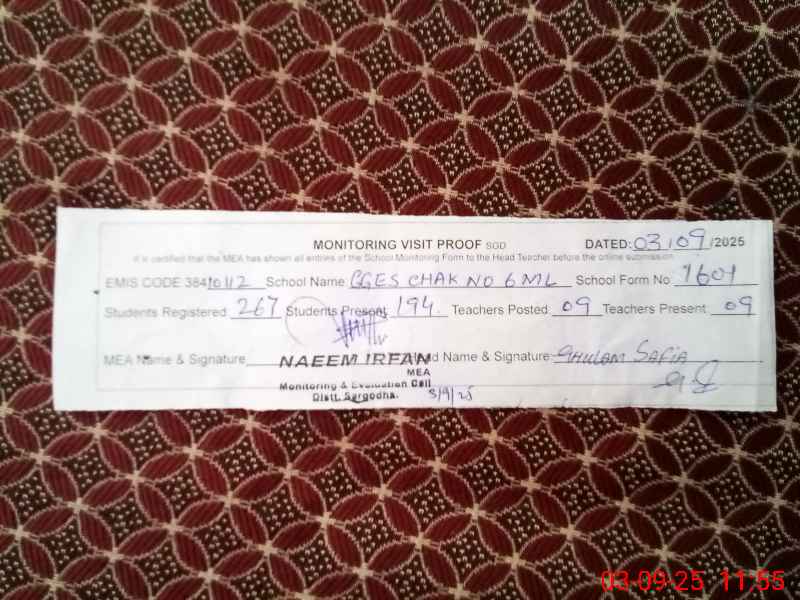 MONITORING VISIT PROOF SGD DATED: 03/09/2025
It is certified that the MEA has shown all entries of the School Monitoring Form to the Head Teacher before the online submission
EMIS CODE 38410112 School Name: GGES CHAK NO 6 ML School Form No 1601
Students Registered 267 Students Present 194 Teachers Posted 09 Teachers Present 09
MEA Name & Signature NAEEM IRFAN Head Name & Signature GHULAM SAFIA
MEA
Monitoring & Evaluation Cell
Distt. Sargodha. 3/9/25
03-09-25 11:55